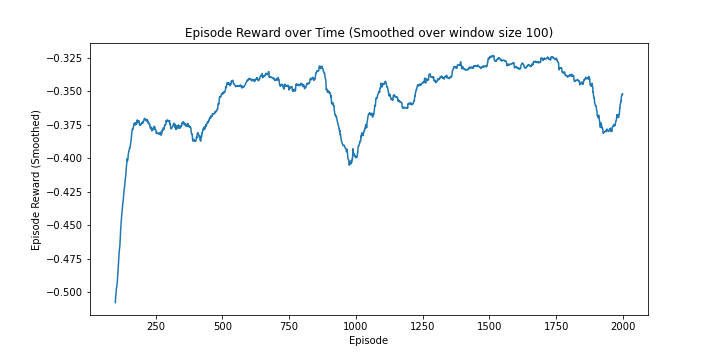 Episode Reward over Time (Smoothed over window size 100)
Episode Reward (Smoothed)
−0.325
−0.350
−0.375
−0.400
−0.425
−0.450
−0.475
−0.500
250 500 750 1000 1250 1500 1750 2000
Episode